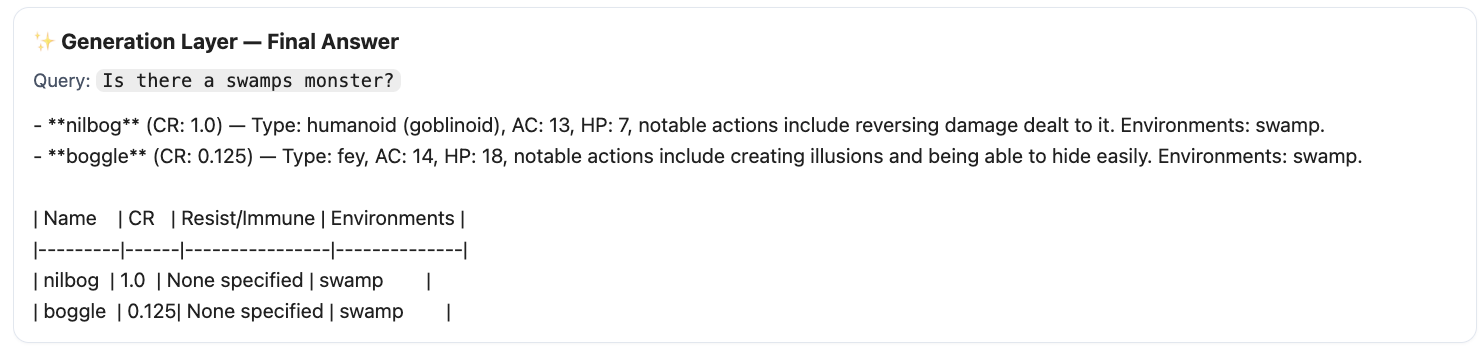 ✨ Generation Layer — Final Answer
Query: Is there a swamps monster?
- **nilbog** (CR: 1.0) — Type: humanoid (goblinoid), AC: 13, HP: 7, notable actions include reversing damage dealt to it. Environments: swamp.
- **boggle** (CR: 0.125) — Type: fey, AC: 14, HP: 18, notable actions include creating illusions and being able to hide easily. Environments: swamp.
| Name | CR | Resist/Immune | Environments |
|---------|------|----------------|--------------|
| nilbog | 1.0 | None specified | swamp |
| boggle | 0.125| None specified | swamp |